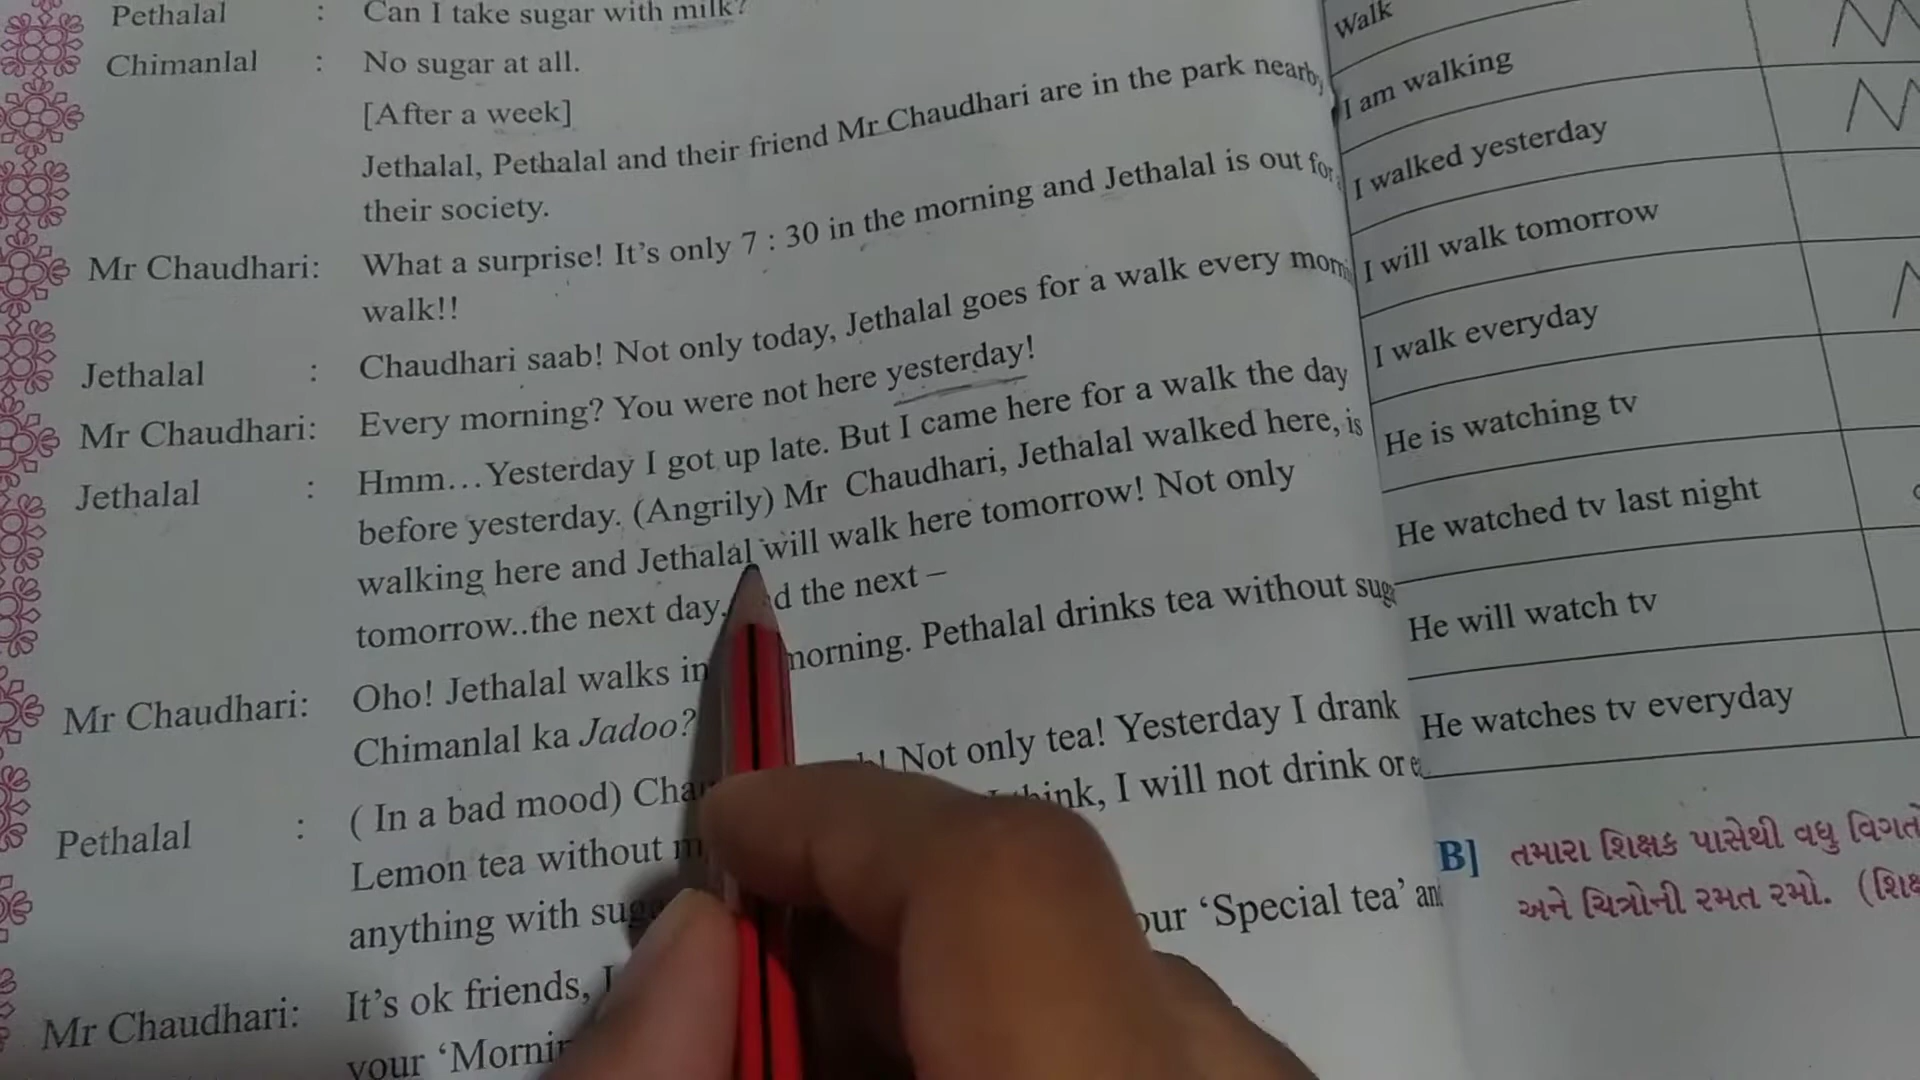 Pethalal : Can I take sugar with milk?
Chimanlal : No sugar at all.
[After a week]
Jethalal, Pethalal and their friend Mr Chaudhari are in the park nearby
their society.
Mr Chaudhari: What a surprise! It's only 7 : 30 in the morning and Jethalal is out for
walk!!
Jethalal : Chaudhari saab! Not only today, Jethalal goes for a walk every
Mr Chaudhari: Every morning? You were not here yesterday!
Jethalal : Hmm...Yesterday I got up late. But I came here for a walk the day
before yesterday. (Angrily) Mr Chaudhari, Jethalal walked here, is
walking here and Jethalal will walk here tomorrow! Not only
tomorrow..the next day. the next –
Mr Chaudhari: Oho! Jethalal walks in morning. Pethalal drinks tea without
Chimanlal ka Jadoo?
Pethalal : ( In a bad mood) Not only tea! Yesterday I drank
Lemon tea without think, I will not drink or
anything with
Mr Chaudhari: It's ok friends, 'Special tea'
your
Walk
I am walking
I walked yesterday
I will walk tomorrow
I walk everyday
He is watching tv
He watched tv last night
He will watch tv
He watches tv everyday
B] તમારા શિક્ષક પાસેથી વધુ
અને ચિત્રોની રમત રમો.